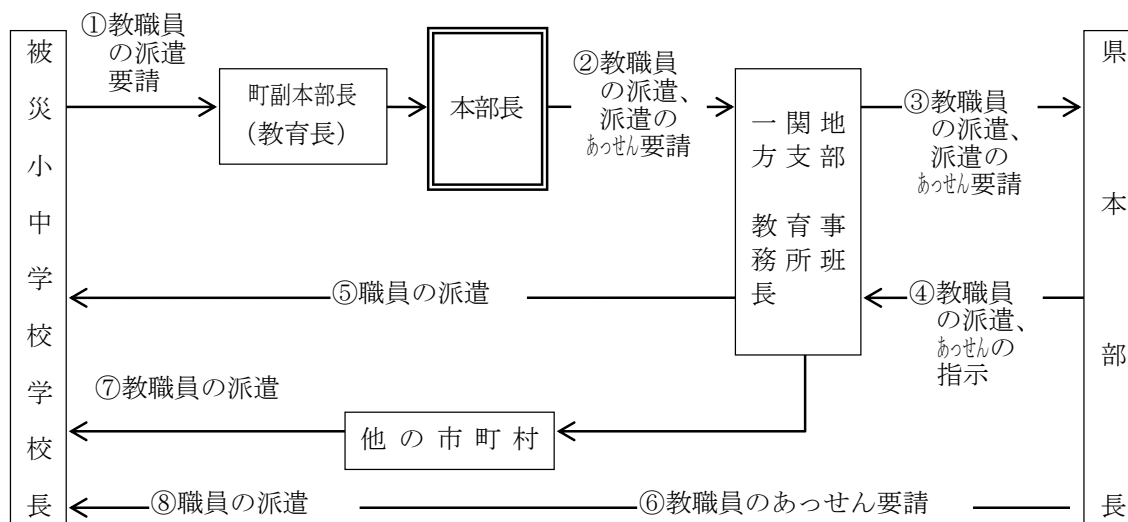 被災小中学校学校長
①教職員
の派遣
要請
町副本部長
(教育長)
本部長
②教職員
の派遣、
派遣の
あっせん要請
一関地
方支部
教育事
務所班
長
③教職員
の派遣、
派遣の
あっせん要請
県本部長
④教職員
の派遣、
あっせんの
指示
⑤職員の派遣
⑦教職員の派遣
他の市町村
⑧職員の派遣
⑥教職員のあっせん要請